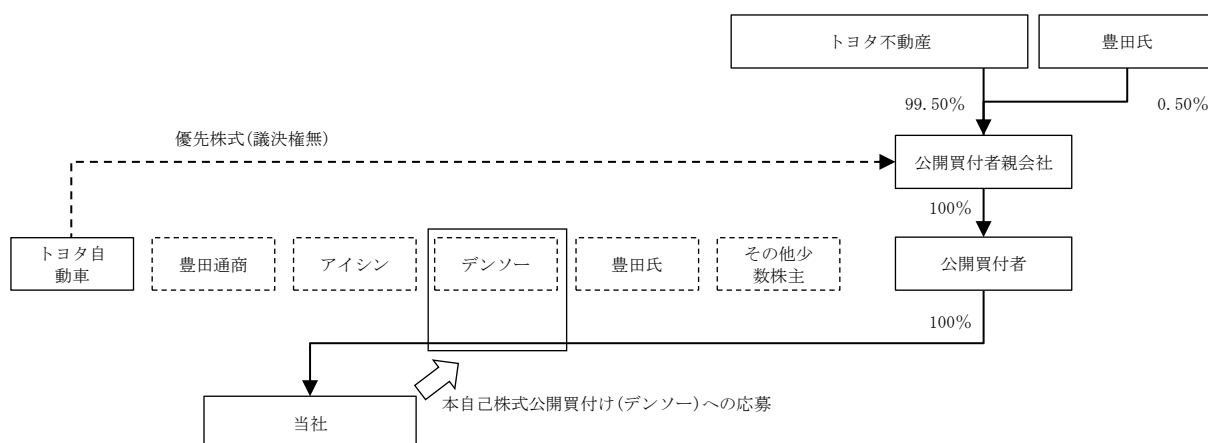 トヨタ不動産
豊田氏
99.50%
0.50%
優先株式(議決権無)
公開買付者親会社
100%
トヨタ自
動車
豊田通商
アイシン
デンソー
豊田氏
その他少
数株主
公開買付者
100%
本自己株式公開買付け(デンソー)への応募
当社